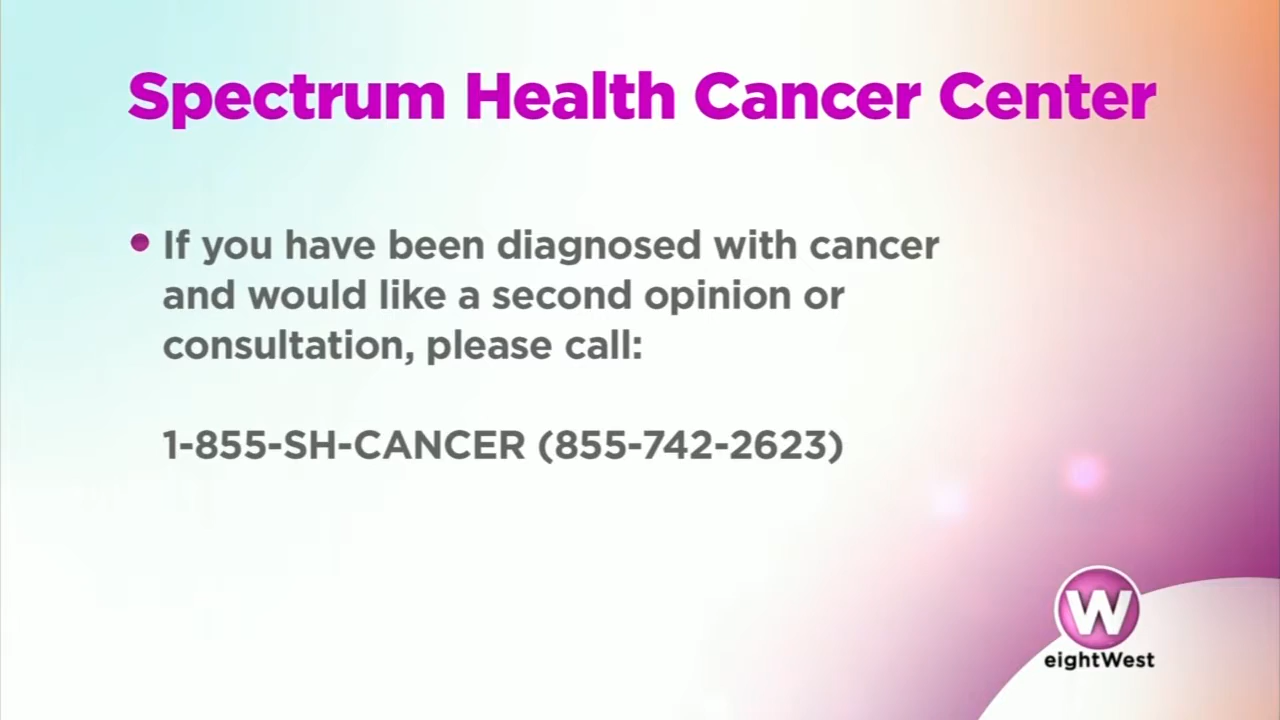 Spectrum Health Cancer Center
• If you have been diagnosed with cancer
and would like a second opinion or
consultation, please call:
1-855-SH-CANCER (855-742-2623)
W
eightWest